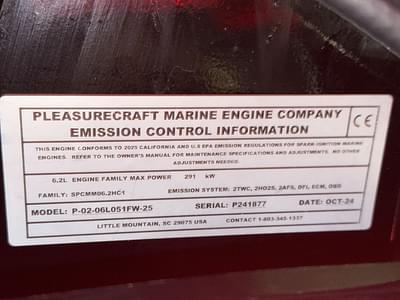 PLEASURECRAFT MARINE ENGINE COMPANY
EMISSION CONTROL INFORMATION
CE
THIS ENGINE CONFORMS TO 2025 CALIFORNIA AND U.S EPA EMISSION REGULATIONS FOR SPARK-IGNITION MARINE
ENGINES. REFER TO THE OWNER'S MANUAL FOR MAINTENANCE SPECIFICATIONS AND ADJUSTMENTS. NO OTHER
ADJUSTMENTS NEEDED.
6.2L ENGINE FAMILY MAX POWER 291 kW
FAMILY: SPCMM06.2HC1 EMISSION SYSTEM: 2TWC, 2HO2S, 2AFS, DFI, ECM, OBD
MODEL: P-02-06L051FW-25 SERIAL: P241877 DATE: OCT-24
LITTLE MOUNTAIN, SC 29075 USA CONTACT 1-803-345-1337